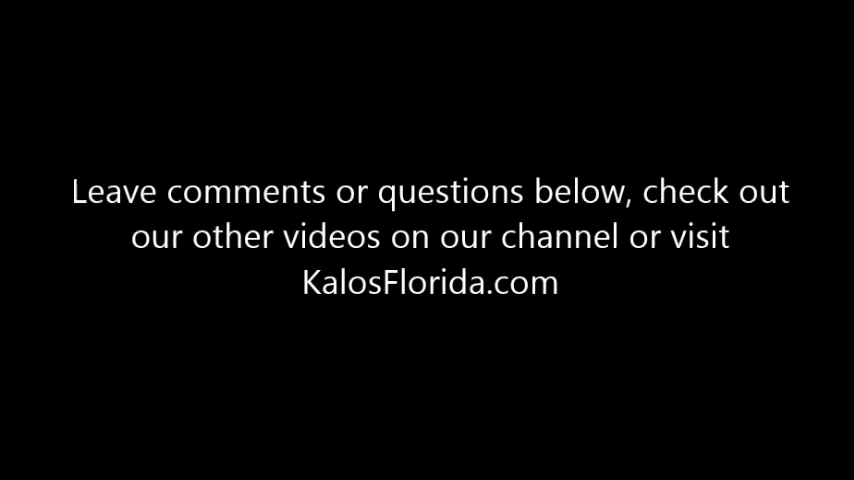 Leave comments or questions below, check out
our other videos on our channel or visit
KalosFlorida.com